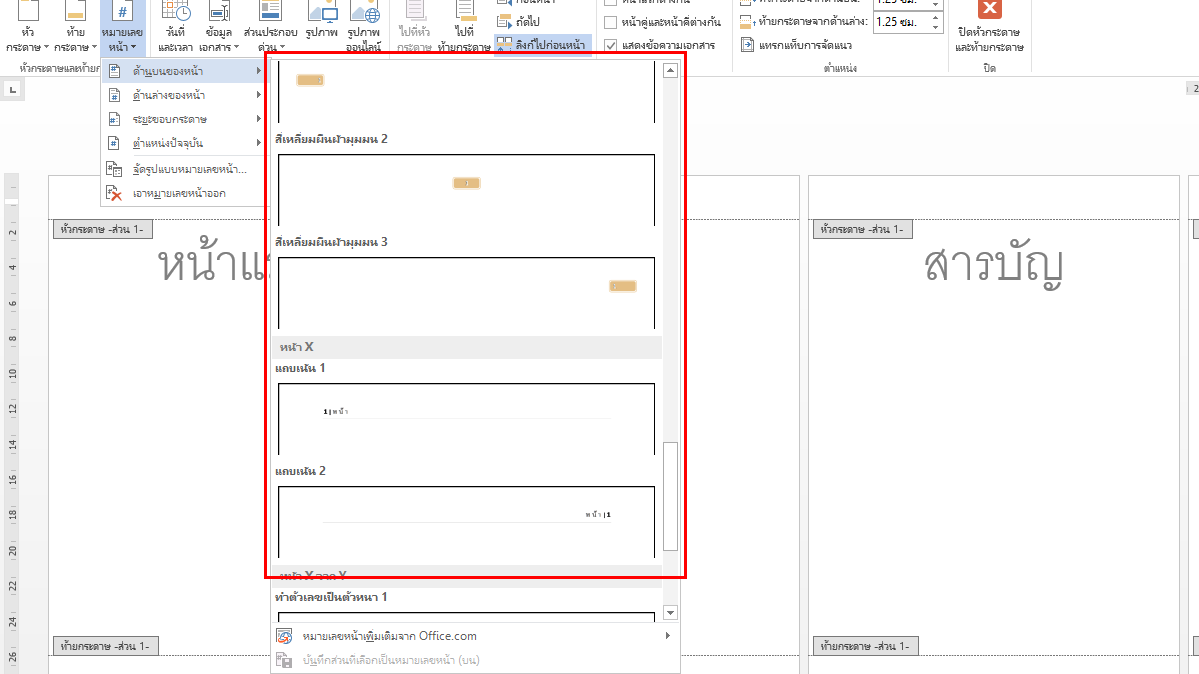 หัว
กระดาษ
ท้าย
กระดาษ
หมายเลข
หน้า
วันที่
และเวลา
ข้อมูล
เอกสาร
ส่วนประกอบ
ด่วน
รูปภาพ
รูปภาพ
ออนไลน์
ไปที่หัว
กระดาษ
ไปที่
ท้ายกระดาษ
ก่อนหน้า
ถัดไป
ลิงก์ไปก่อนหน้า
หน้าคู่และหน้าคี่ต่างกัน
แสดงข้อความเอกสาร
1.25 ซม.
ท้ายกระดาษจากด้านล่าง: 1.25 ซม.
แทรกแท็บการจัดแนว
ปิดหัวกระดาษ
และท้ายกระดาษ
ตำแหน่ง
ปิด
ด้านบนของหน้า
ด้านล่างของหน้า
ระยะขอบกระดาษ
ตำแหน่งปัจจุบัน
จัดรูปแบบหมายเลขหน้า...
เอาหมายเลขหน้าออก
สี่เหลี่ยมผืนผ้ามุมมน 2
สี่เหลี่ยมผืนผ้ามุมมน 3
หน้า X
แถบเน้น 1
1 | หน้า
แถบเน้น 2
หน้า | 1
หน้า X จาก Y
ทำตัวเลขเป็นตัวหนา 1
หมายเลขหน้าเพิ่มเติมจาก Office.com
บันทึกส่วนที่เลือกเป็นหมายเลขหน้า (บน)
หัวกระดาษ -ส่วน 1-
หัวกระดาษ -ส่วน 1-
สารบัญ
ท้ายกระดาษ -ส่วน 1-
ท้ายกระดาษ -ส่วน 1-
2
2
4
6
8
10
12
14
16
18
20
22
24
26